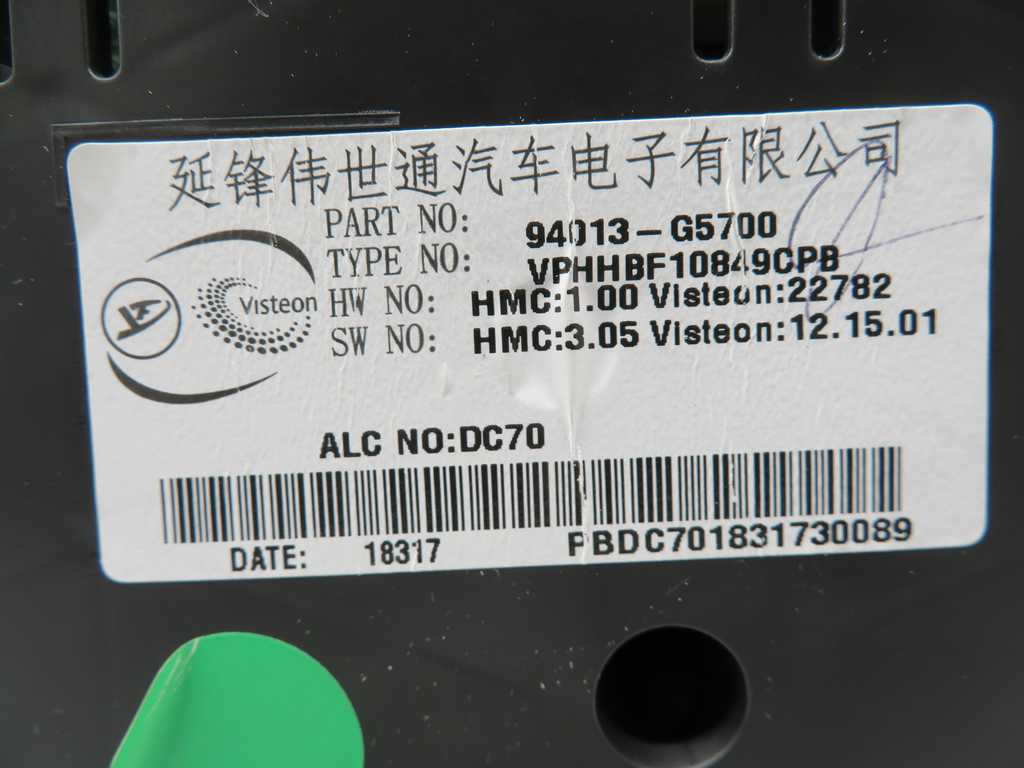 延锋伟世通汽车电子有限公司
PART NO: 94013-G5700
TYPE NO: VPHHBF10849CPB
HW NO: HMC:1.00 Visteon:22782
SW NO: HMC:3.05 Visteon:12.15.01
Visteon
ALC NO:DC70
DATE: 18317 PBDC701831730089